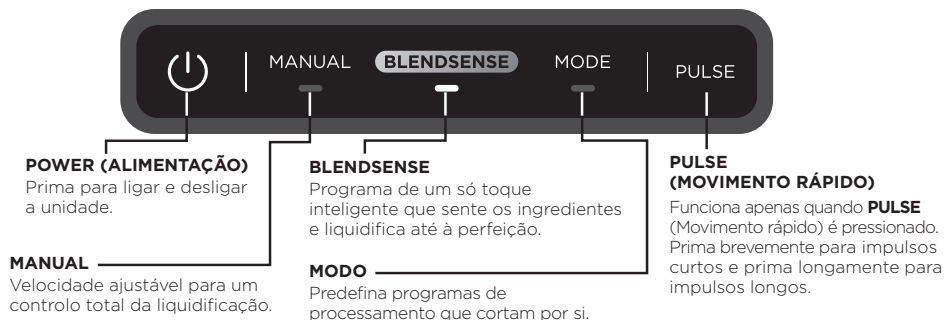 MANUAL BLENDSENSE MODE PULSE
POWER (ALIMENTAÇÃO)
Prima para ligar e desligar
a unidade.
MANUAL
Velocidade ajustável para um
controlo total da liquidificação.
BLENDSENSE
Programa de um só toque
inteligente que sente os ingredientes
e liquidifica até à perfeição.
MODO
Predefina programas de
processamento que cortam por si.
PULSE
(MOVIMENTO RÁPIDO)
Funciona apenas quando PULSE
(Movimento rápido) é pressionado.
Prima brevemente para impulsos
curtos e prima longamente para
impulsos longos.